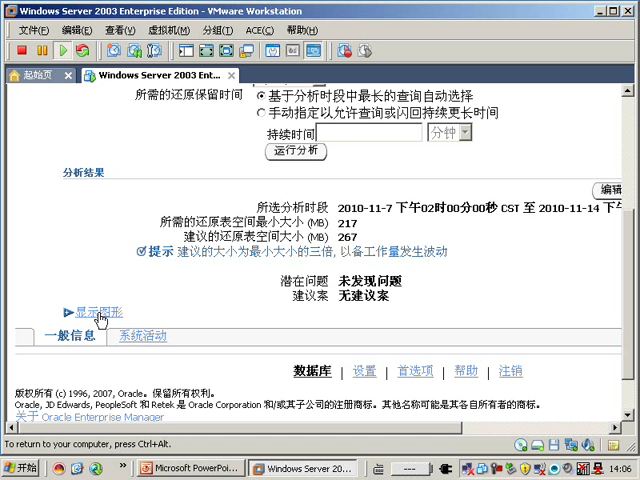 Windows Server 2003 Enterprise Edition - VMware Workstation
文件(F) 编辑(E) 查看(V) 虚拟机(M) 分组(T) ACE(C) 帮助(H)
起始页 Windows Server 2003 Ent...
所需的还原保留时间 基于分析时段中最长的查询自动选择
手动指定以允许查询或闪回持续更长时间
持续时间 分钟
运行分析
分析结果
编辑
所选分析时段 2010-11-7 下午02时00分00秒 CST 至 2010-11-14 下午
所需的还原表空间最小大小 (MB) 217
建议的还原表空间大小 (MB) 267
提示 建议的大小为最小大小的三倍, 以备工作量发生波动
潜在问题 未发现问题
建议案 无建议案
显示图形
一般信息 系统活动
数据库 | 设置 | 首选项 | 帮助 | 注销
版权所有 (c) 1996, 2007, Oracle。保留所有权利。
Oracle, JD Edwards, PeopleSoft 和 Retek 是 Oracle Corporation 和/或其子公司的注册商标。其他名称可能是其各自所有者的商标。
关于 Oracle Enterprise Manager
To return to your computer, press Ctrl+Alt.
开始 Microsoft PowerPoi... Windows Server 20... 14:06